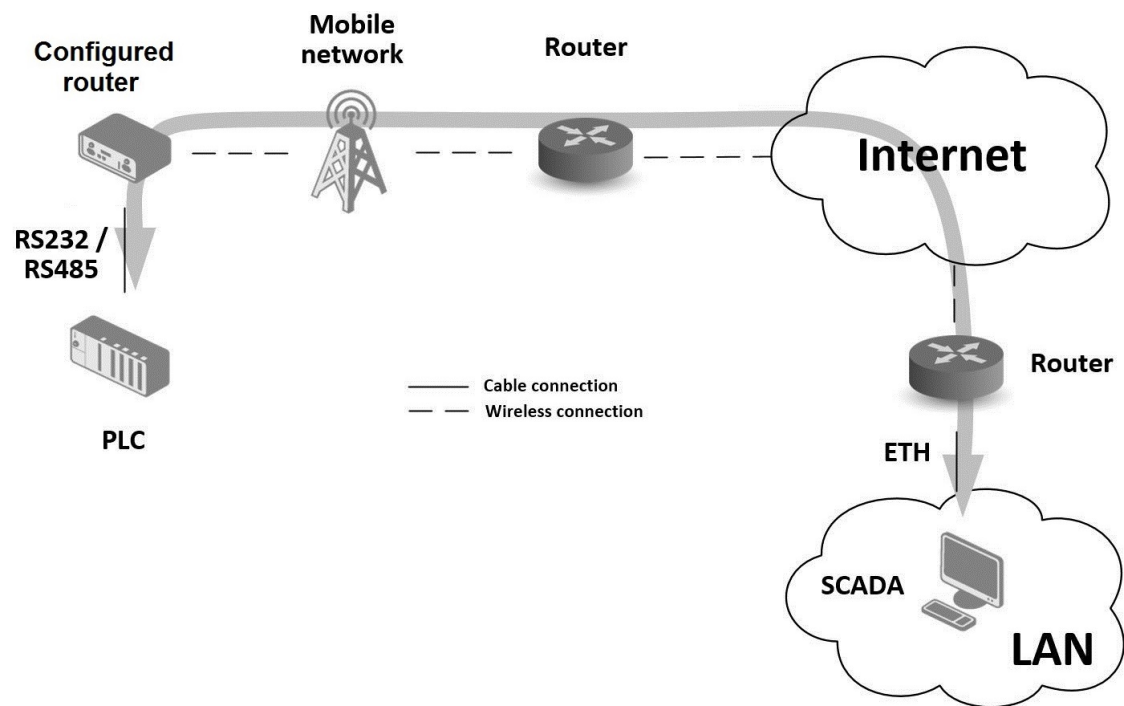 Configured
router
Mobile
network
Router
Internet
RS232 /
RS485
PLC
Cable connection
Wireless connection
Router
ETH
SCADA
LAN